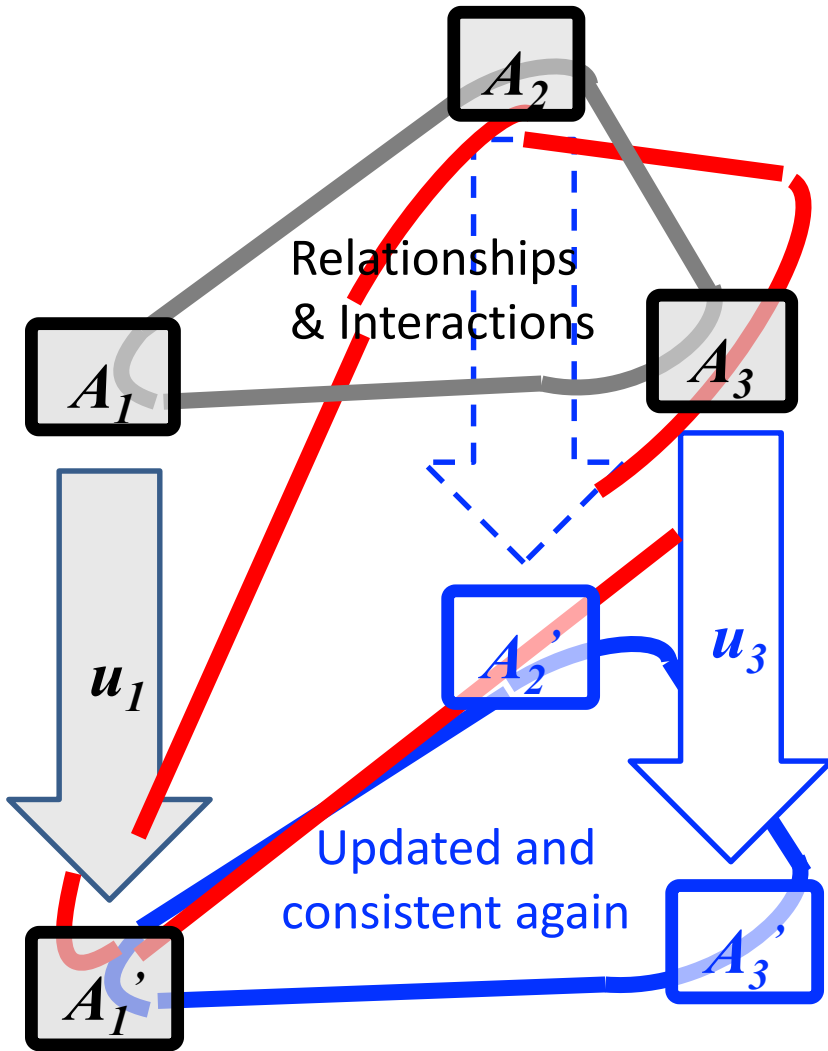 A2
Relationships
& Interactions
A1
A3
u1
A2’
u3
Updated and
consistent again
A3’
A1’